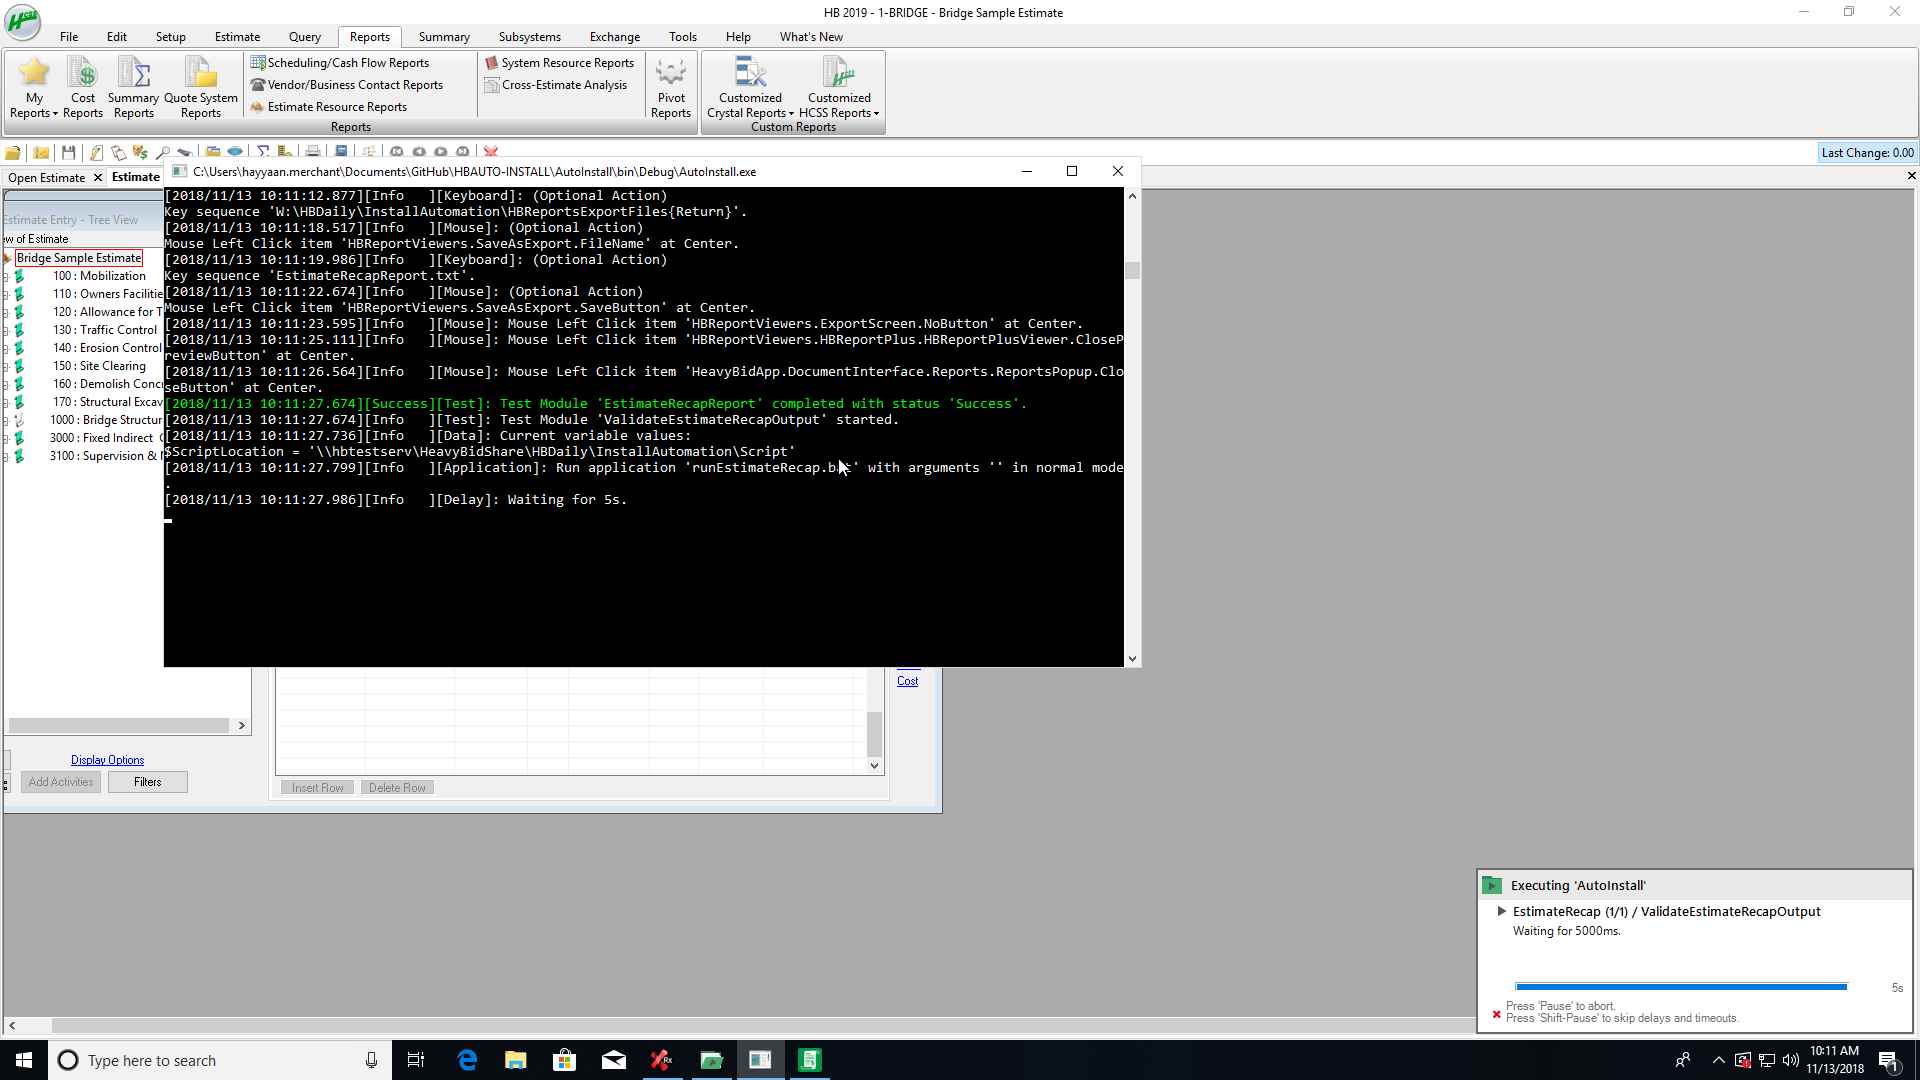 HB 2019 - 1-BRIDGE - Bridge Sample Estimate
File Edit Setup Estimate Query Reports Summary Subsystems Exchange Tools Help What's New
My Reports
Cost Reports
Summary Reports
Quote System Reports
Scheduling/Cash Flow Reports
Vendor/Business Contact Reports
Estimate Resource Reports
System Resource Reports
Cross-Estimate Analysis
Pivot Reports
Customized Crystal Reports
Customized HCSS Reports
Reports
Custom Reports
Last Change: 0.00
Open Estimate
Estimate
C:\Users\hayyaan.merchant\Documents\GitHub\HBAUTO-INSTALL\AutoInstall\bin\Debug\AutoInstall.exe
Estimate Entry - Tree View
ew of Estimate
Bridge Sample Estimate
100 : Mobilization
110 : Owners Facilitie
120 : Allowance for T
130 : Traffic Control
140 : Erosion Control
150 : Site Clearing
160 : Demolish Conc
170 : Structural Excav
1000 : Bridge Structur
3000 : Fixed Indirect C
3100 : Supervision &
[2018/11/13 10:11:12.877][Info   ][Keyboard]: (Optional Action)
Key sequence 'W:\HBDaily\InstallAutomation\HBReportsExportFiles{Return}'.
[2018/11/13 10:11:18.517][Info   ][Mouse]: (Optional Action)
Mouse Left Click item 'HBReportViewers.SaveAsExport.FileName' at Center.
[2018/11/13 10:11:19.986][Info   ][Keyboard]: (Optional Action)
Key sequence 'EstimateRecapReport.txt'.
[2018/11/13 10:11:22.674][Info   ][Mouse]: (Optional Action)
Mouse Left Click item 'HBReportViewers.SaveAsExport.SaveButton' at Center.
[2018/11/13 10:11:23.595][Info   ][Mouse]: Mouse Left Click item 'HBReportViewers.ExportScreen.NoButton' at Center.
[2018/11/13 10:11:25.111][Info   ][Mouse]: Mouse Left Click item 'HBReportViewers.HBReportPlus.HBReportPlusViewer.CloseP
reviewButton' at Center.
[2018/11/13 10:11:26.564][Info   ][Mouse]: Mouse Left Click item 'HeavyBidApp.DocumentInterface.Reports.ReportsPopup.Clo
seButton' at Center.
[2018/11/13 10:11:27.674][Success][Test]: Test Module 'EstimateRecapReport' completed with status 'Success'.
[2018/11/13 10:11:27.674][Info   ][Test]: Test Module 'ValidateEstimateRecapOutput' started.
[2018/11/13 10:11:27.736][Info   ][Data]: Current variable values:
$ScriptLocation = '\\hbtestserv\HeavyBidShare\HBDaily\InstallAutomation\Script'
[2018/11/13 10:11:27.799][Info   ][Application]: Run application 'runEstimateRecap.bat' with arguments '' in normal mode
.
[2018/11/13 10:11:27.986][Info   ][Delay]: Waiting for 5s.
Cost
Display Options
Add Activities
Filters
Insert Row
Delete Row
Executing 'AutoInstall'
EstimateRecap (1/1) / ValidateEstimateRecapOutput
Waiting for 5000ms.
5s
Press 'Pause' to abort.
Press 'Shift-Pause' to skip delays and timeouts.
Type here to search
10:11 AM
11/13/2018
1